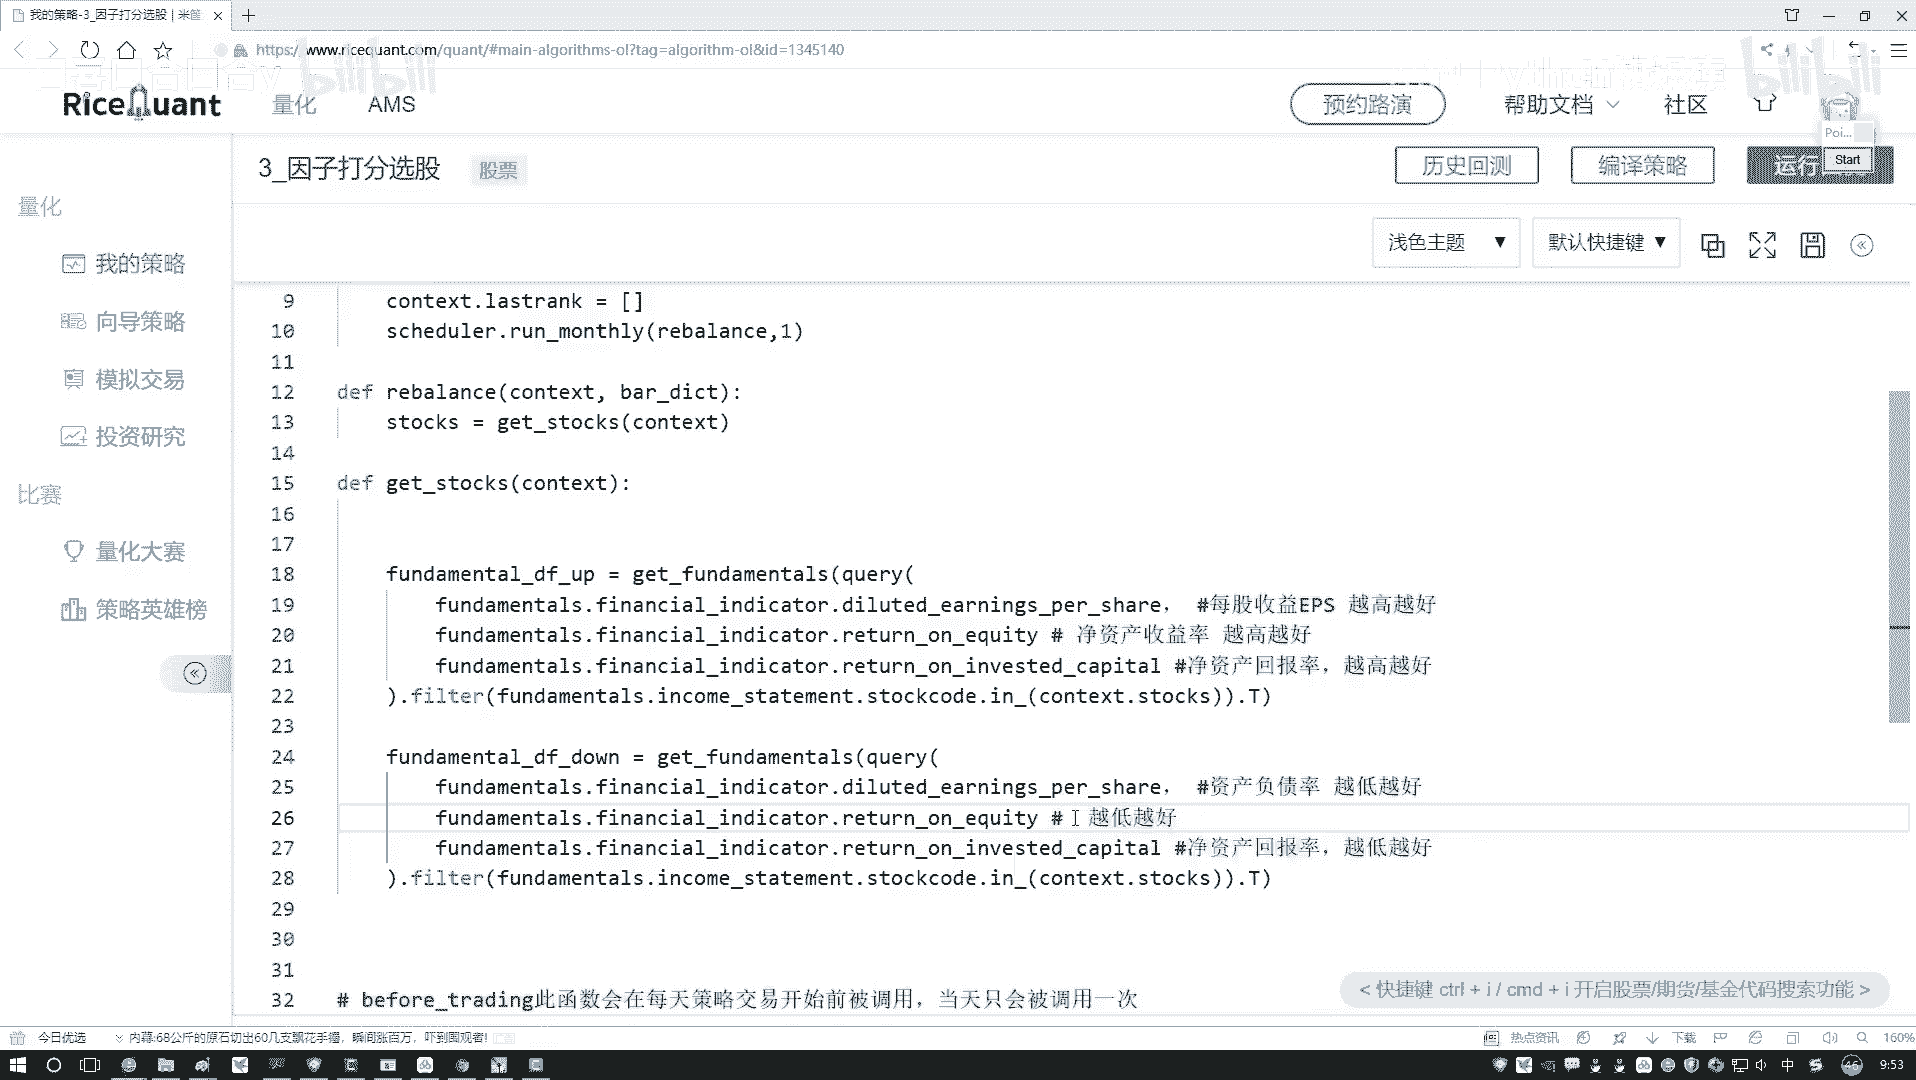 我的策略-3_因子打分选股 | 米筐
https://www.ricequant.com/quant/#main-algorithms-ol?tag=algorithm-ol&id=1345140
bilibili
bilibili
RiceQuant
量化
AMS
预约路演
帮助文档
社区
Poi...
Start
3_因子打分选股
股票
历史回测
编译策略
运行
量化
我的策略
向导策略
模拟交易
投资研究
比赛
量化大赛
策略英雄榜
浅色主题
默认快捷键
9 context.lastrank = []
10 scheduler.run_monthly(rebalance,1)
11
12 def rebalance(context, bar_dict):
13 stocks = get_stocks(context)
14
15 def get_stocks(context):
16
17
18 fundamental_df_up = get_fundamentals(query(
19 fundamentals.financial_indicator.diluted_earnings_per_share, #每股收益EPS 越高越好
20 fundamentals.financial_indicator.return_on_equity # 净资产收益率 越高越好
21 fundamentals.financial_indicator.return_on_invested_capital #净资产回报率，越高越好
22 ).filter(fundamentals.income_statement.stockcode.in_(context.stocks)).T)
23
24 fundamental_df_down = get_fundamentals(query(
25 fundamentals.financial_indicator.diluted_earnings_per_share, #资产负债率 越低越好
26 fundamentals.financial_indicator.return_on_equity # 越低越好
27 fundamentals.financial_indicator.return_on_invested_capital #净资产回报率，越低越好
28 ).filter(fundamentals.income_statement.stockcode.in_(context.stocks)).T)
29
30
31
32 # before_trading此函数会在每天策略交易开始前被调用，当天只会被调用一次
< 快捷键 ctrl + i / cmd + i 开启股票/期货/基金代码搜索功能 >
今日优选
内幕:68公斤的原石切出60几支飘花手镯，瞬间涨百万，吓到围观者!
热点资讯
下载
160%
中
46
9:53